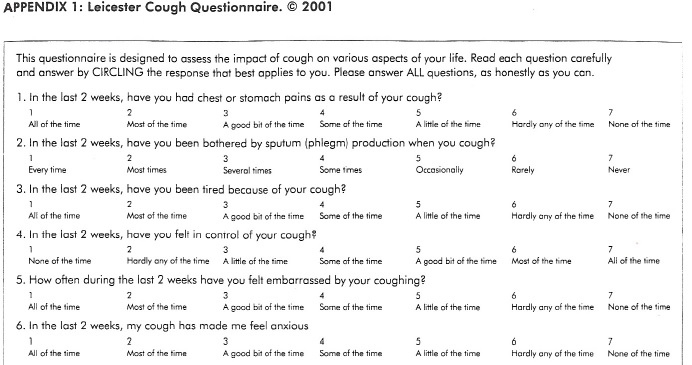 APPENDIX 1: Leicester Cough Questionnaire. © 2001
This questionnaire is designed to assess the impact of cough on various aspects of your life. Read each question carefully
and answer by CIRCLING the response that best applies to you. Please answer ALL questions, as honestly as you can.
1. In the last 2 weeks, have you had chest or stomach pains as a result of your cough?
1 2 3 4 5 6 7
All of the time Most of the time A good bit of the time Some of the time A little of the time Hardly any of the time None of the time
2. In the last 2 weeks, have you been bothered by sputum (phlegm) production when you cough?
1 2 3 4 5 6 7
Every time Most times Several times Some times Occasionally Rarely Never
3. In the last 2 weeks, have you been tired because of your cough?
1 2 3 4 5 6 7
All of the time Most of the time A good bit of the time Some of the time A little of the time Hardly any of the time None of the time
4. In the last 2 weeks, have you felt in control of your cough?
1 2 3 4 5 6 7
None of the time Hardly any of the time A little of the time Some of the time A good bit of the time Most of the time All of the time
5. How often during the last 2 weeks have you felt embarrassed by your coughing?
1 2 3 4 5 6 7
All of the time Most of the time A good bit of the time Some of the time A little of the time Hardly any of the time None of the time
6. In the last 2 weeks, my cough has made me feel anxious
1 2 3 4 5 6 7
All of the time Most of the time A good bit of the time Some of the time A little of the time Hardly any of the time None of the time